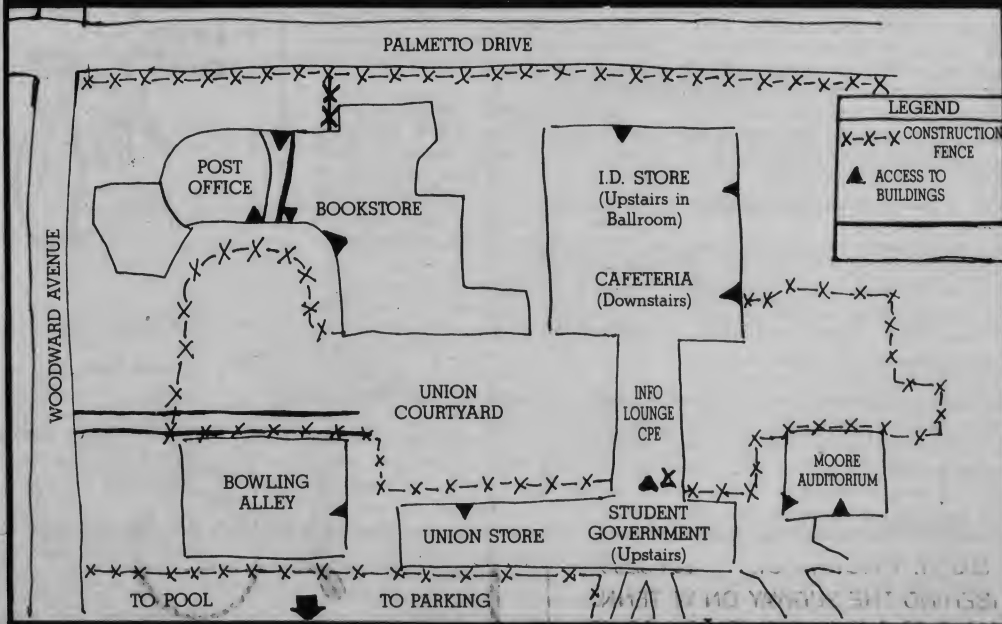 PALMETTO DRIVE
LEGEND
X-X-X CONSTRUCTION
FENCE
ACCESS TO
BUILDINGS
POST
OFFICE
BOOKSTORE
I.D. STORE
(Upstairs in
Ballroom)
CAFETERIA
(Downstairs)
WOODWARD AVENUE
UNION
COURTYARD
INFO
LOUNGE
CPE
MOORE
AUDITORIUM
BOWLING
ALLEY
UNION STORE
STUDENT
GOVERNMENT
(Upstairs)
TO POOL
TO PARKING